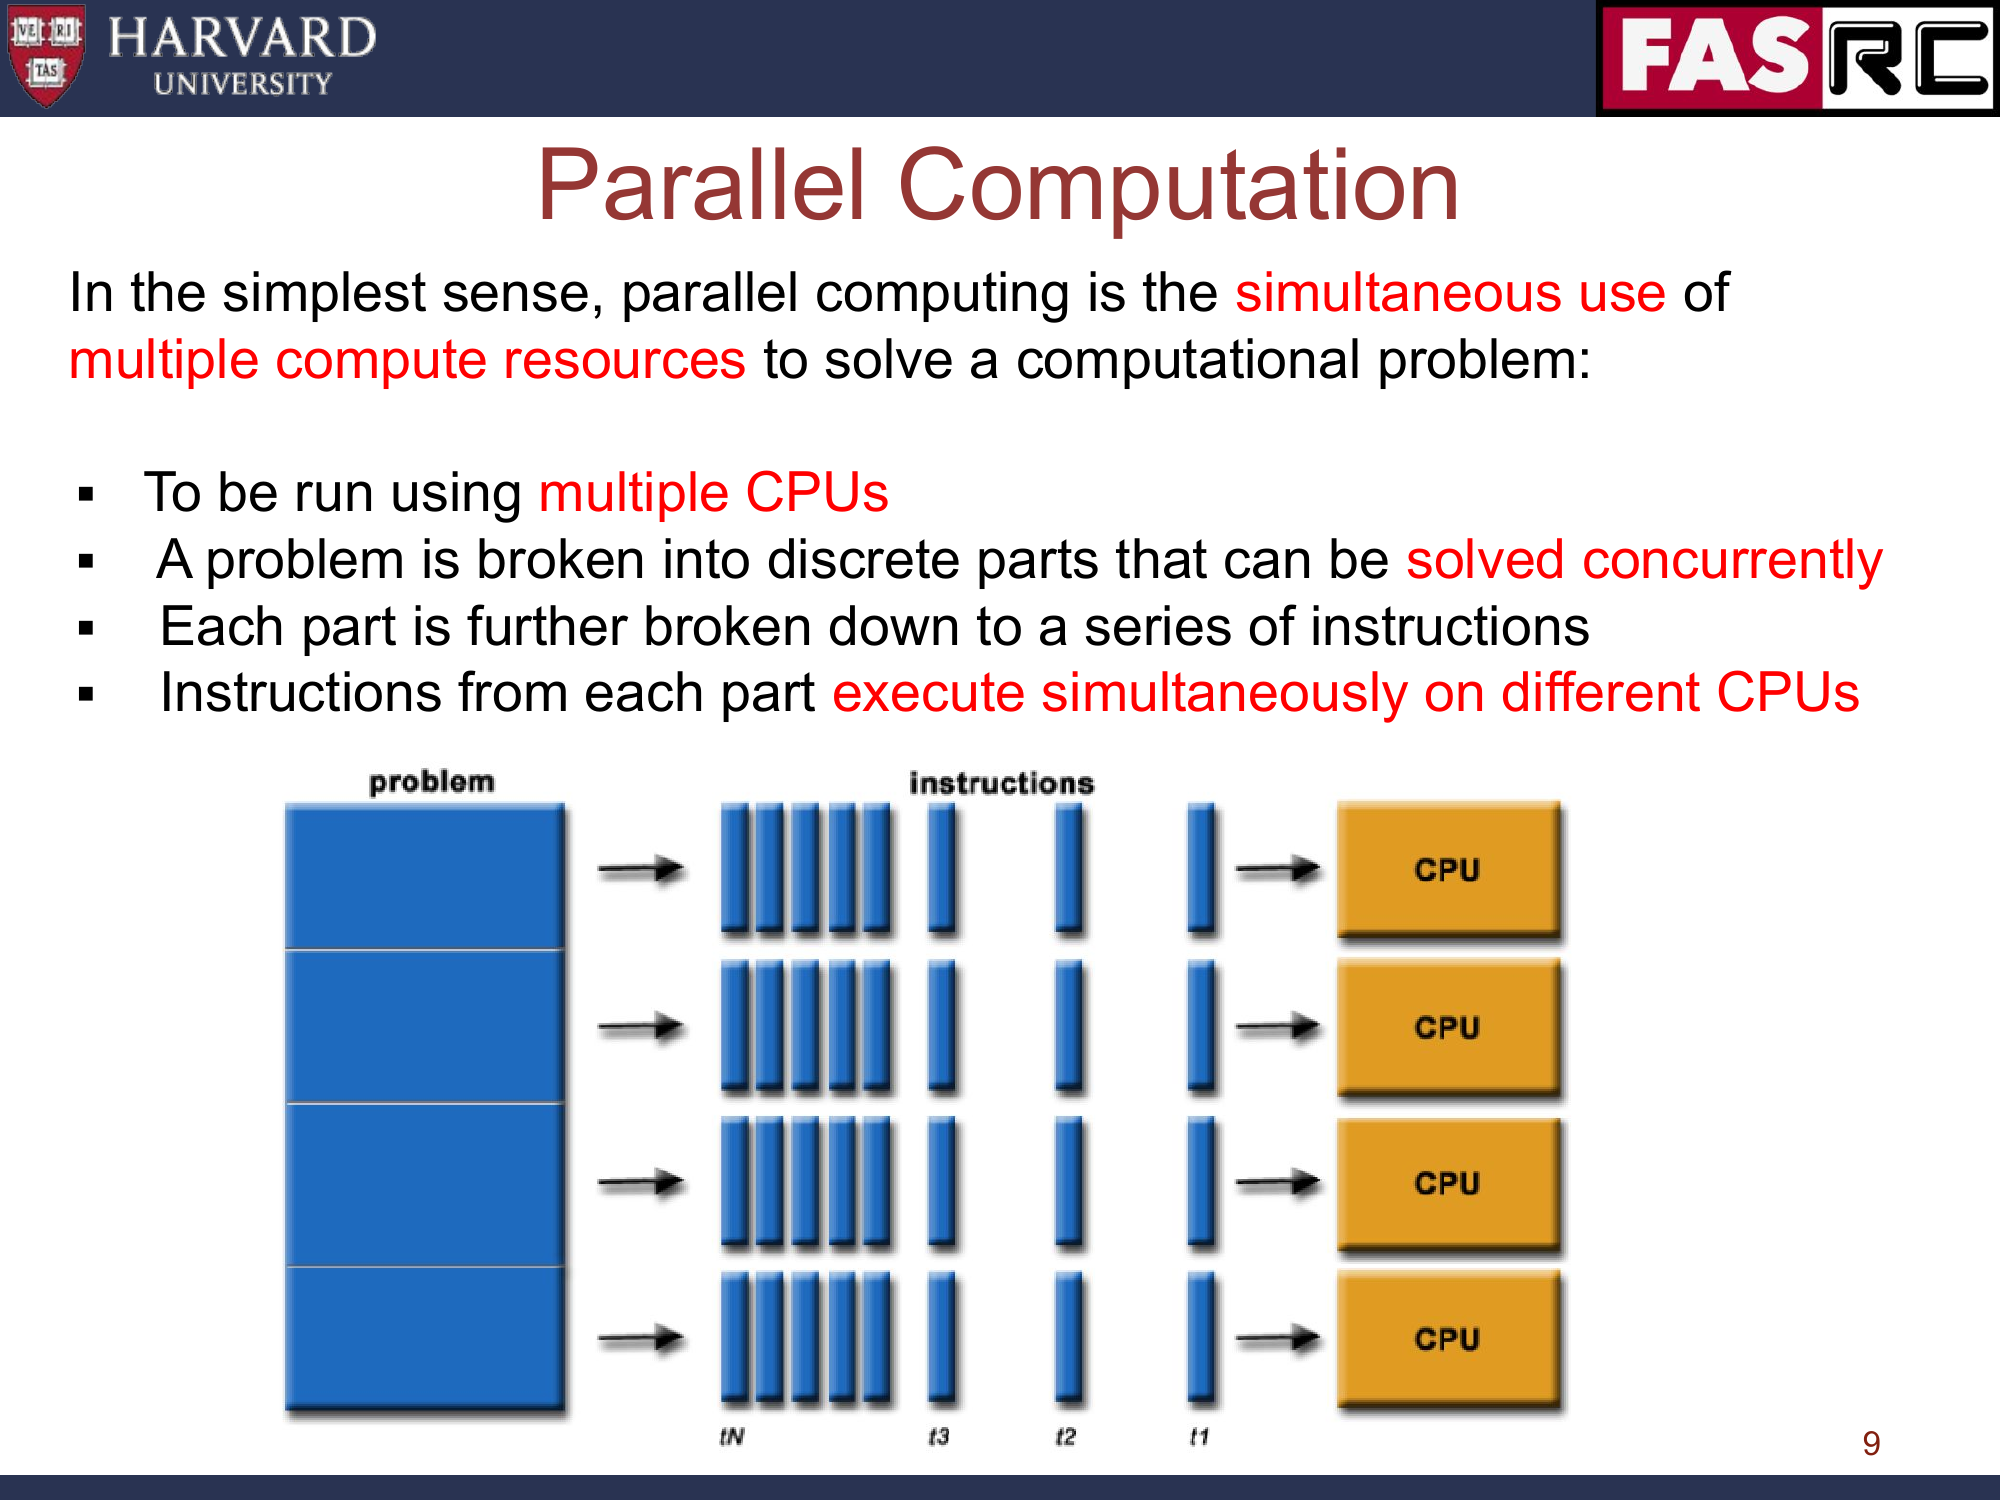 VE RI
TAS
HARVARD
UNIVERSITY
FAS RC
Parallel Computation
In the simplest sense, parallel computing is the simultaneous use of
multiple compute resources to solve a computational problem:
▪ To be run using multiple CPUs
▪ A problem is broken into discrete parts that can be solved concurrently
▪ Each part is further broken down to a series of instructions
▪ Instructions from each part execute simultaneously on different CPUs
problem
instructions
CPU
CPU
CPU
CPU
tN t3 t2 t1
9